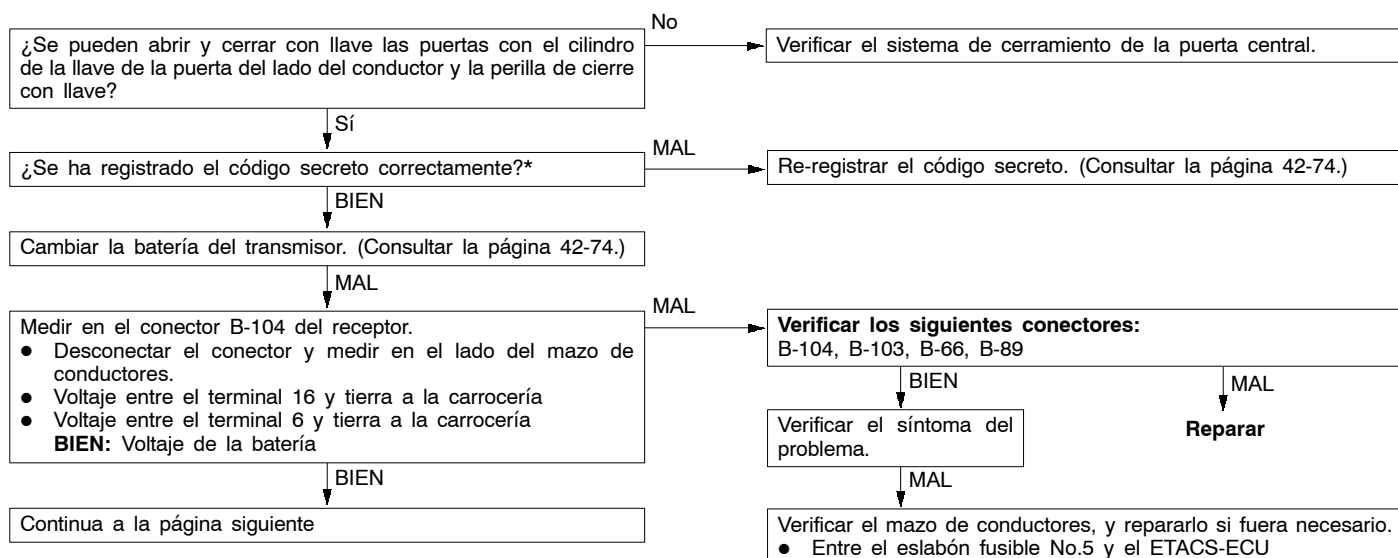 No
¿Se pueden abrir y cerrar con llave las puertas con el cilindro
de la llave de la puerta del lado del conductor y la perilla de cierre
con llave?
Verificar el sistema de cerramiento de la puerta central.
Sí
¿Se ha registrado el código secreto correctamente?*
MAL
Re-registrar el código secreto. (Consultar la página 42-74.)
BIEN
Cambiar la batería del transmisor. (Consultar la página 42-74.)
MAL
Medir en el conector B-104 del receptor.
● Desconectar el conector y medir en el lado del mazo de
conductores.
● Voltaje entre el terminal 16 y tierra a la carrocería
● Voltaje entre el terminal 6 y tierra a la carrocería
BIEN: Voltaje de la batería
MAL
Verificar los siguientes conectores:
B-104, B-103, B-66, B-89
BIEN
MAL
Verificar el síntoma del
problema.
Reparar
MAL
BIEN
Continua a la página siguiente
Verificar el mazo de conductores, y repararlo si fuera necesario.
● Entre el eslabón fusible No.5 y el ETACS-ECU